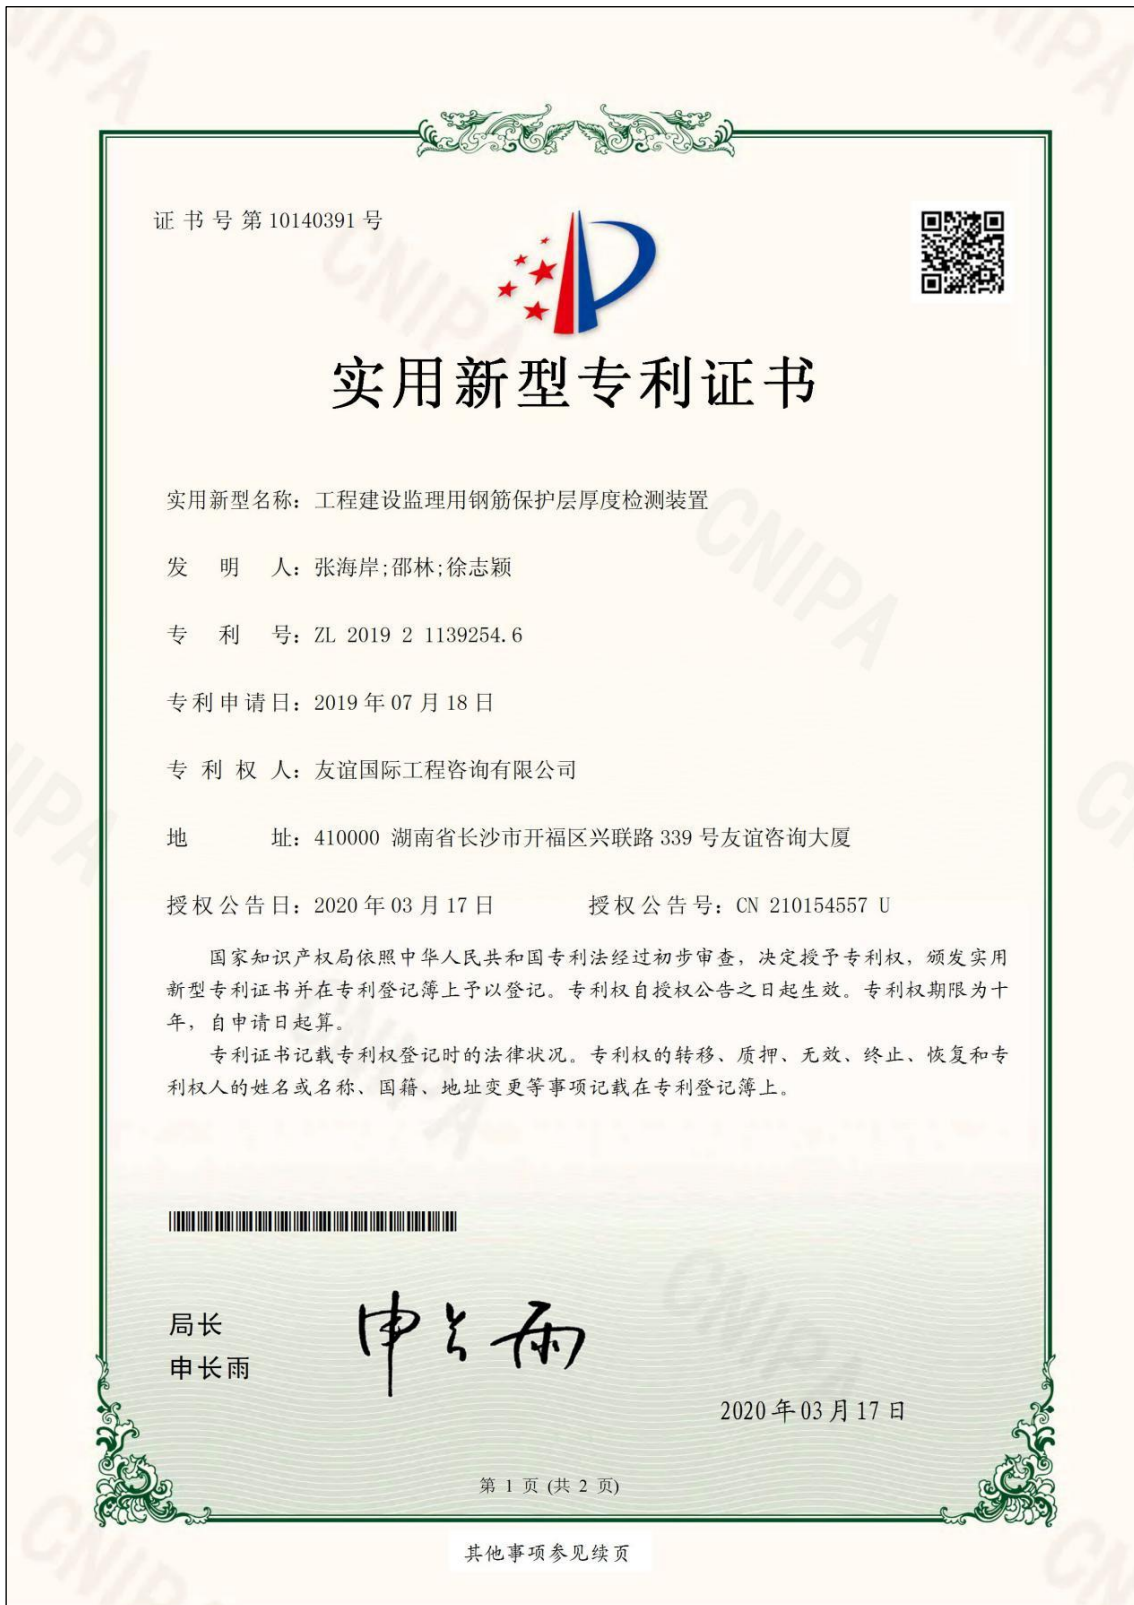 证书号第10140391号
实用新型专利证书
实用新型名称：工程建设监理用钢筋保护层厚度检测装置
发明人：张海岸;邵林;徐志颖
专利号：ZL 2019 2 1139254.6
专利申请日：2019年07月18日
专利权人：友谊国际工程咨询有限公司
地址：410000 湖南省长沙市开福区兴联路339号友谊咨询大厦
授权公告日：2020年03月17日 授权公告号：CN 210154557 U
国家知识产权局依照中华人民共和国专利法经过初步审查，决定授予专利权，颁发实用
新型专利证书并在专利登记簿上予以登记。专利权自授权公告之日起生效。专利权期限为十
年，自申请日起算。
专利证书记载专利权登记时的法律状况。专利权的转移、质押、无效、终止、恢复和专
利权人的姓名或名称、国籍、地址变更等事项记载在专利登记簿上。
局长
申长雨
申长雨
2020年03月17日
第 1 页 (共 2 页)
其他事项参见续页
CNIPA
CNIPA
CNIPA
CNIPA
CNIPA
CNIPA